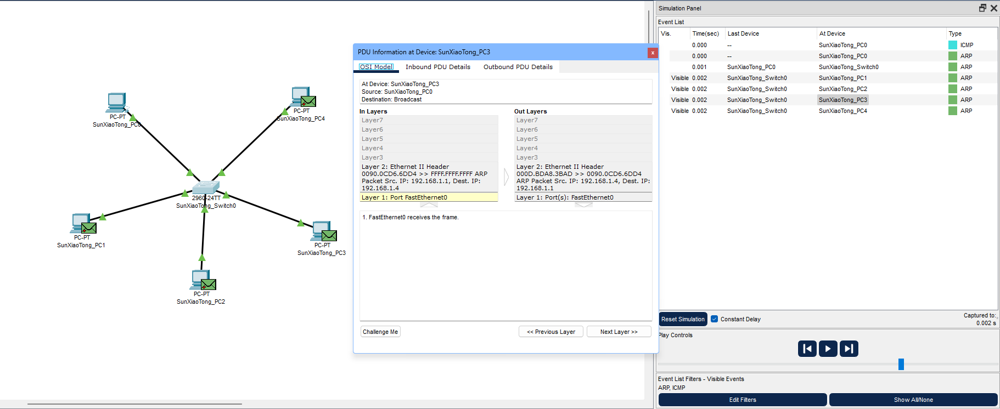 Simulation Panel
Event List
Vis. Time(sec) Last Device At Device Type
0.000 -- SunXiaoTong_PC0 ICMP
0.000 -- SunXiaoTong_PC0 ARP
0.001 SunXiaoTong_PC0 SunXiaoTong_Switch0 ARP
Visible 0.002 SunXiaoTong_Switch0 SunXiaoTong_PC1 ARP
Visible 0.002 SunXiaoTong_Switch0 SunXiaoTong_PC2 ARP
Visible 0.002 SunXiaoTong_Switch0 SunXiaoTong_PC3 ARP
Visible 0.002 SunXiaoTong_Switch0 SunXiaoTong_PC4 ARP
Reset Simulation Constant Delay
Captured to:
0.002 s
Play Controls
Event List Filters - Visible Events
ARP, ICMP
Edit Filters Show All/None
PDU Information at Device: SunXiaoTong_PC3
OSI Model Inbound PDU Details Outbound PDU Details
At Device: SunXiaoTong_PC3
Source: SunXiaoTong_PC0
Destination: Broadcast
In Layers
Layer7
Layer6
Layer5
Layer4
Layer3
Layer 2: Ethernet II Header
0090.0CD6.6DD4 >> FFFF.FFFF.FFFF ARP
Packet Src. IP: 192.168.1.1, Dest. IP:
192.168.1.4
Layer 1: Port FastEthernet0
Out Layers
Layer7
Layer6
Layer5
Layer4
Layer3
Layer 2: Ethernet II Header
000D.BDA8.3BAD >> 0090.0CD6.6DD4
ARP Packet Src. IP: 192.168.1.4, Dest. IP:
192.168.1.1
Layer 1: Port(s): FastEthernet0
1. FastEthernet0 receives the frame.
Challenge Me << Previous Layer Next Layer >>
PC-PT
SunXiaoTong_PC0
PC-PT
SunXiaoTong_PC4
2960-24TT
SunXiaoTong_Switch0
PC-PT
SunXiaoTong_PC1
PC-PT
SunXiaoTong_PC3
PC-PT
SunXiaoTong_PC2